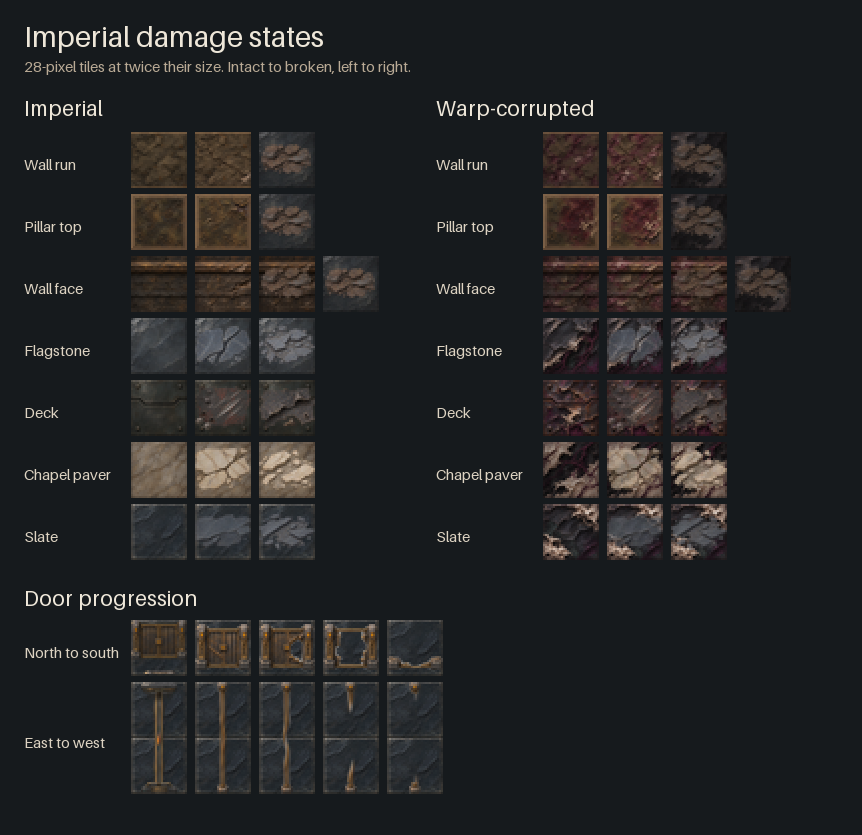 Imperial damage states
28-pixel tiles at twice their size. Intact to broken, left to right.
Imperial
Wall run
Pillar top
Wall face
Flagstone
Deck
Chapel paver
Slate
Warp-corrupted
Wall run
Pillar top
Wall face
Flagstone
Deck
Chapel paver
Slate
Door progression
North to south
East to west